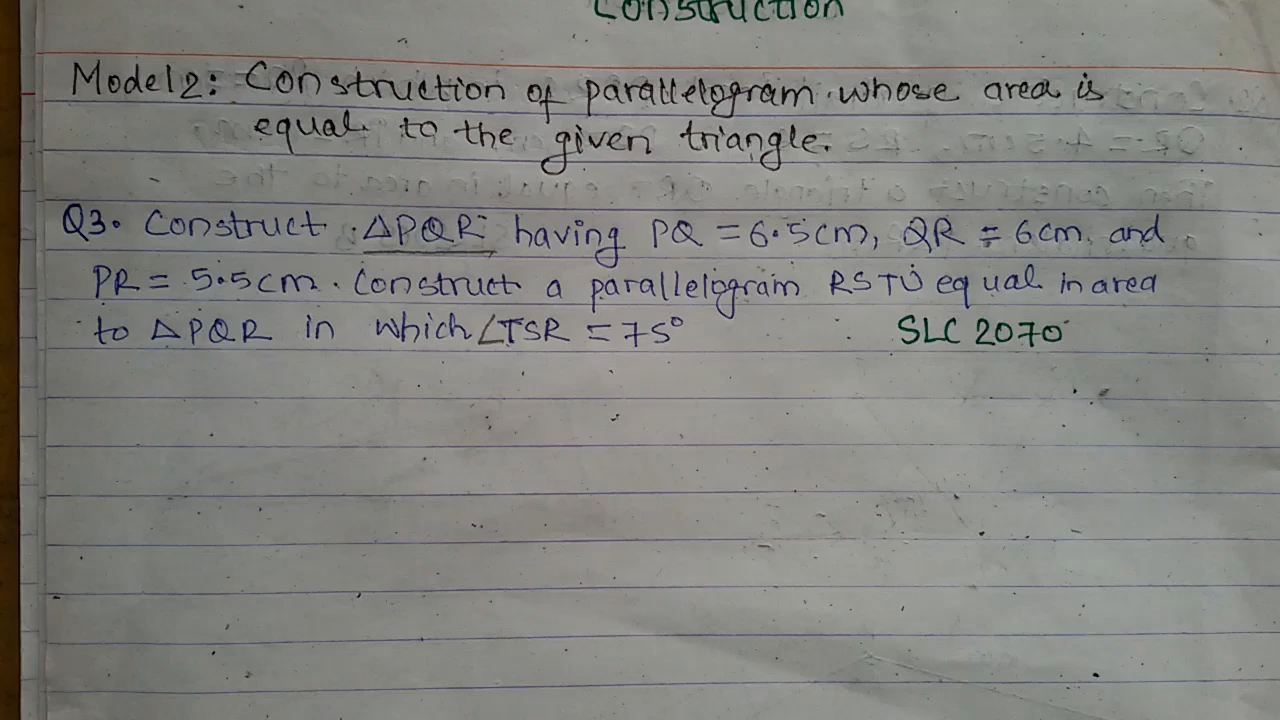 Construction
Model 2: Construction of parallelogram whose area is
equal to the given triangle.
Q3. Construct △PQR having PQ = 6.5cm, QR = 6cm and
PR = 5.5cm. Construct a parallelogram RSTU equal in area
to △PQR in which ∠TSR = 75°
SLC 2070